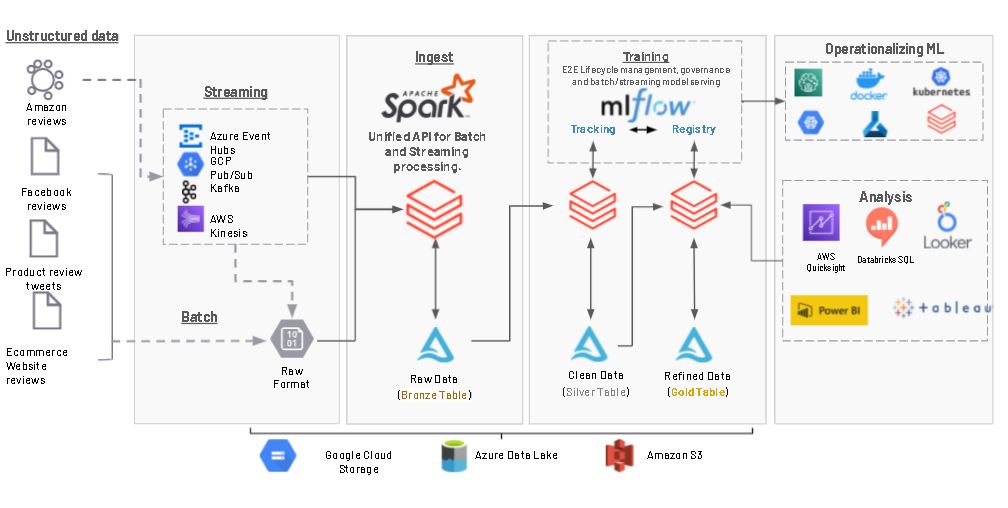 Unstructured data
Amazon
reviews
Facebook
reviews
Product review
tweets
Ecommerce
Website
reviews
Streaming
Azure Event
Hubs
GCP
Pub/Sub
Kafka
AWS
Kinesis
Batch
10
01
Raw
Format
Ingest
APACHE
Spark
Unified API for Batch
and Streaming
processing.
Raw Data
(Bronze Table)
Training
E2E Lifecycle management, governance
and batch/streaming model serving
mlflow
Tracking
Registry
Clean Data
(Silver Table)
Refined Data
(Gold Table)
Operationalizing ML
docker
kubernetes
Analysis
AWS
Quicksight
Databricks SQL
Looker
Power BI
+ableau
Google Cloud
Storage
Azure Data Lake
Amazon S3